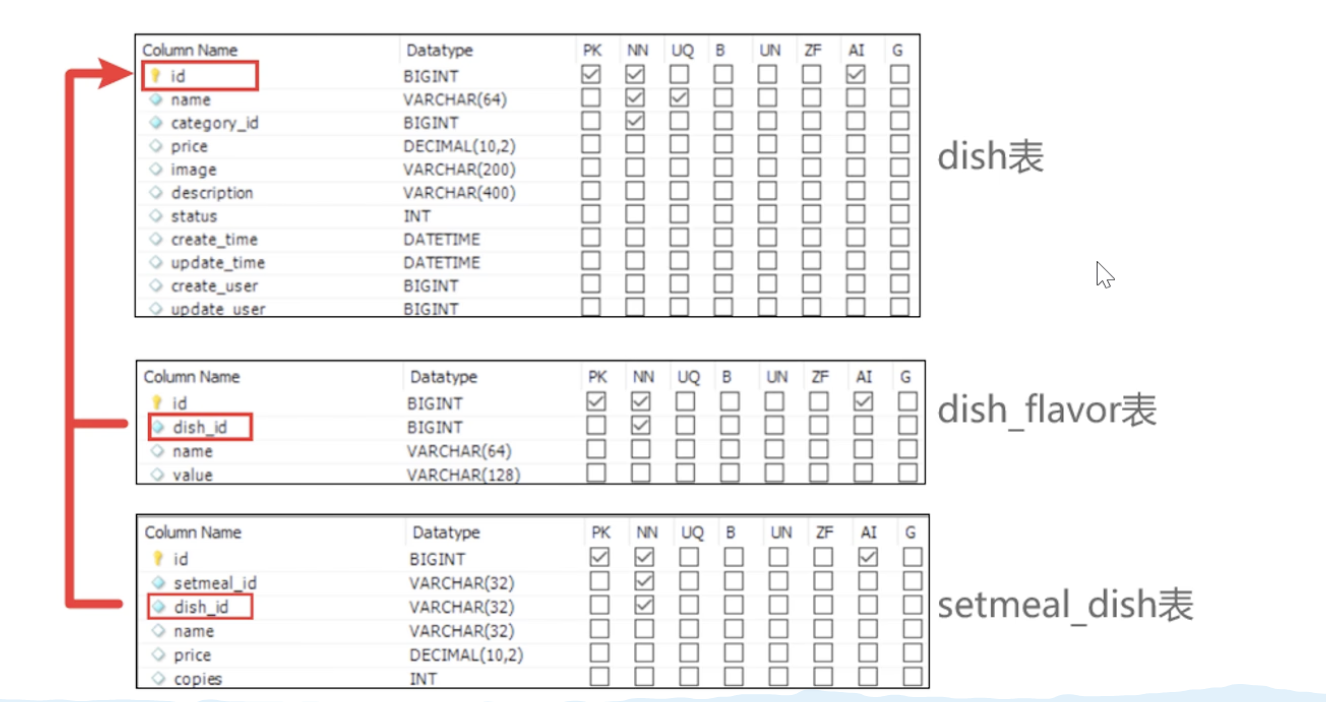 Column Name Datatype PK NN UQ B UN ZF AI G
id BIGINT
name VARCHAR(64)
category_id BIGINT
price DECIMAL(10,2)
image VARCHAR(200)
description VARCHAR(400)
status INT
create_time DATETIME
update_time DATETIME
create_user BIGINT
update_user BIGINT
dish表
Column Name Datatype PK NN UQ B UN ZF AI G
id BIGINT
dish_id BIGINT
name VARCHAR(64)
value VARCHAR(128)
dish_flavor表
Column Name Datatype PK NN UQ B UN ZF AI G
id BIGINT
setmeal_id VARCHAR(32)
dish_id VARCHAR(32)
name VARCHAR(32)
price DECIMAL(10,2)
copies INT
setmeal_dish表